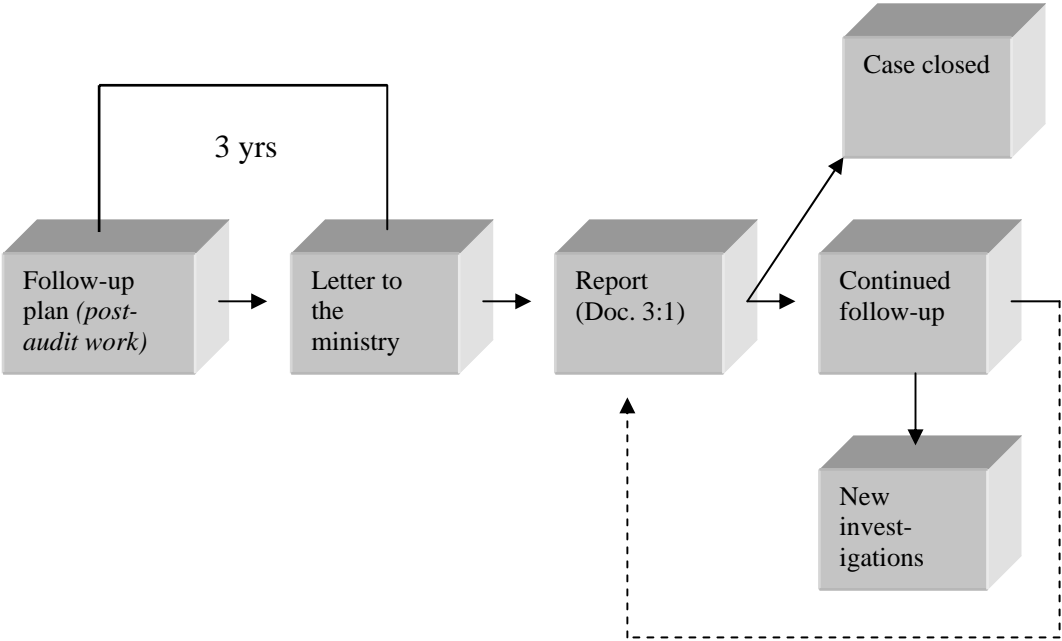 Case closed
3 yrs
Follow-up
plan (post-
audit work)
Letter to
the
ministry
Report
(Doc. 3:1)
Continued
follow-up
New
invest-
igations